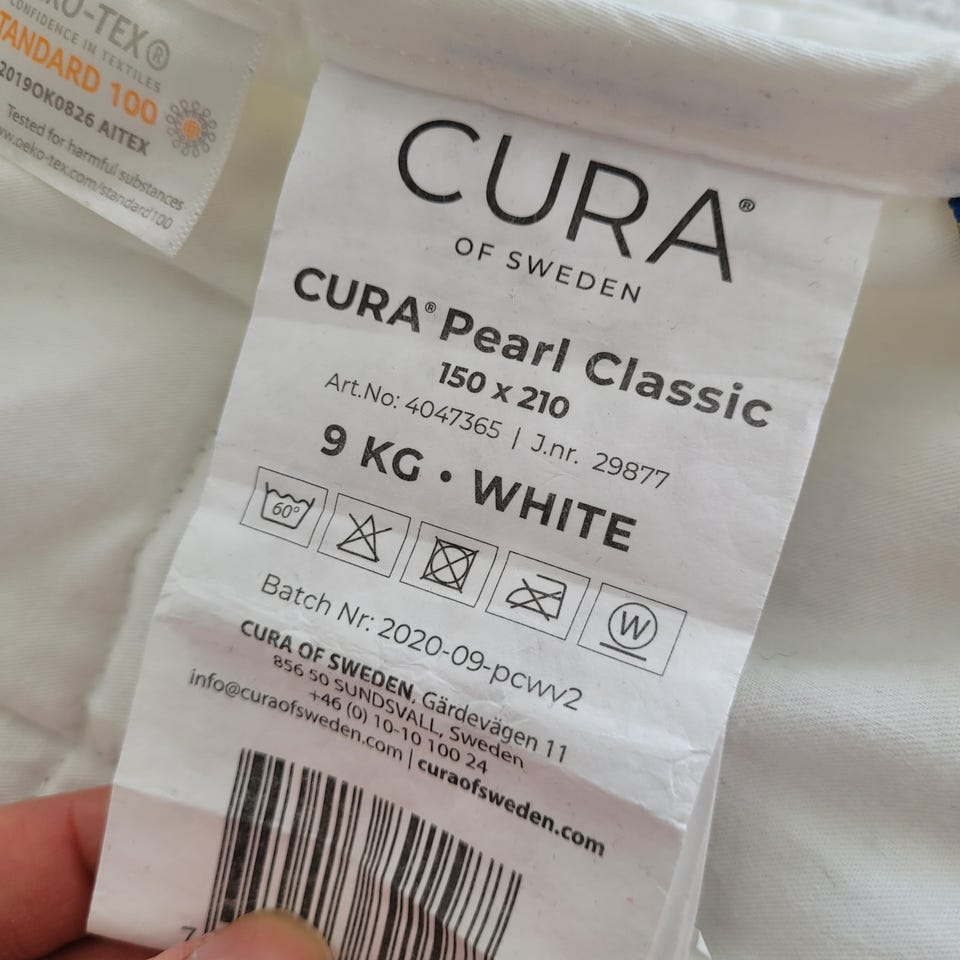 -TEX®
CONFIDENCE IN TEXTILES
STANDARD 100
2019OK0826 AITEX
Tested for harmful substances
.oeko-tex.com/standard100
CURA®
OF SWEDEN
CURA® Pearl Classic
150 x 210
Art.No: 4047365 | J.nr. 29877
9 KG • WHITE
60°
W
Batch Nr: 2020-09-pcwv2
CURA OF SWEDEN, Gärdevägen 11
856 50 SUNDSVALL, Sweden
+46 (0) 10-10 100 24
info@curaofsweden.com | curaofsweden.com
7